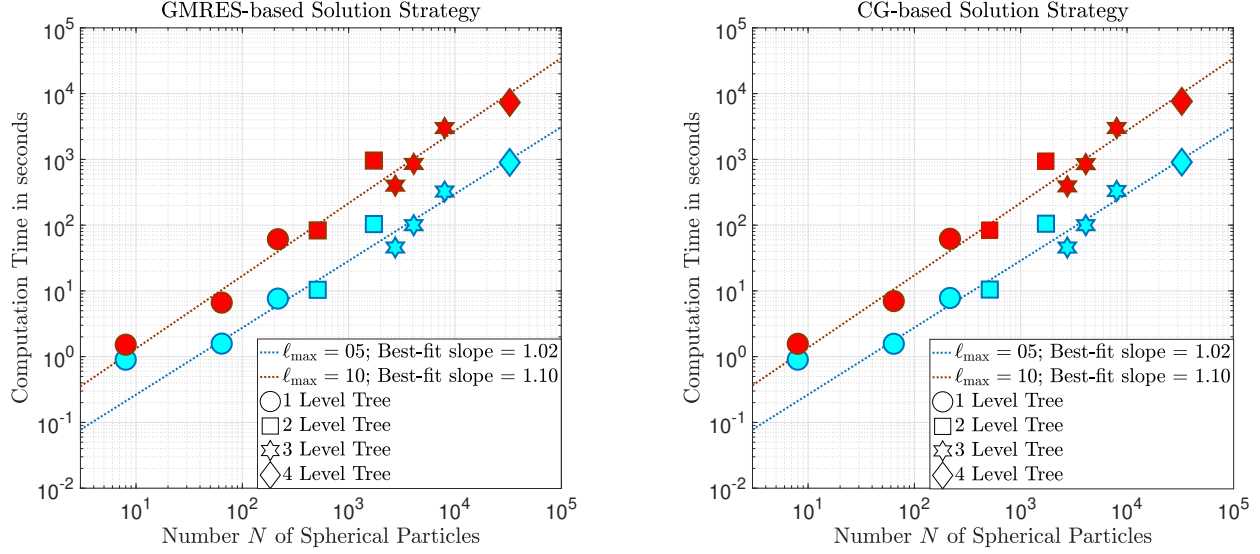 GMRES-based Solution Strategy
Computation Time in seconds
10^5
10^4
10^3
10^2
10^1
10^0
10^-1
10^-2
10^1
10^2
10^3
10^4
10^5
Number N of Spherical Particles
ℓmax = 05; Best-fit slope = 1.02
ℓmax = 10; Best-fit slope = 1.10
1 Level Tree
2 Level Tree
3 Level Tree
4 Level Tree
CG-based Solution Strategy
Computation Time in seconds
10^5
10^4
10^3
10^2
10^1
10^0
10^-1
10^-2
10^1
10^2
10^3
10^4
10^5
Number N of Spherical Particles
ℓmax = 05; Best-fit slope = 1.02
ℓmax = 10; Best-fit slope = 1.10
1 Level Tree
2 Level Tree
3 Level Tree
4 Level Tree